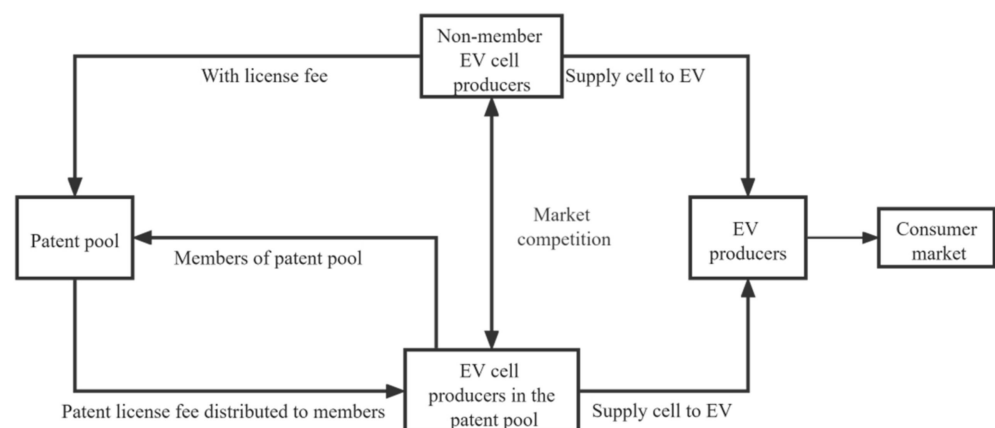 Non-member
EV cell
producers
With license fee
Supply cell to EV
Patent pool
Members of patent pool
Market
competition
EV
producers
Consumer
market
EV cell
producers in the
patent pool
Patent license fee distributed to members
Supply cell to EV